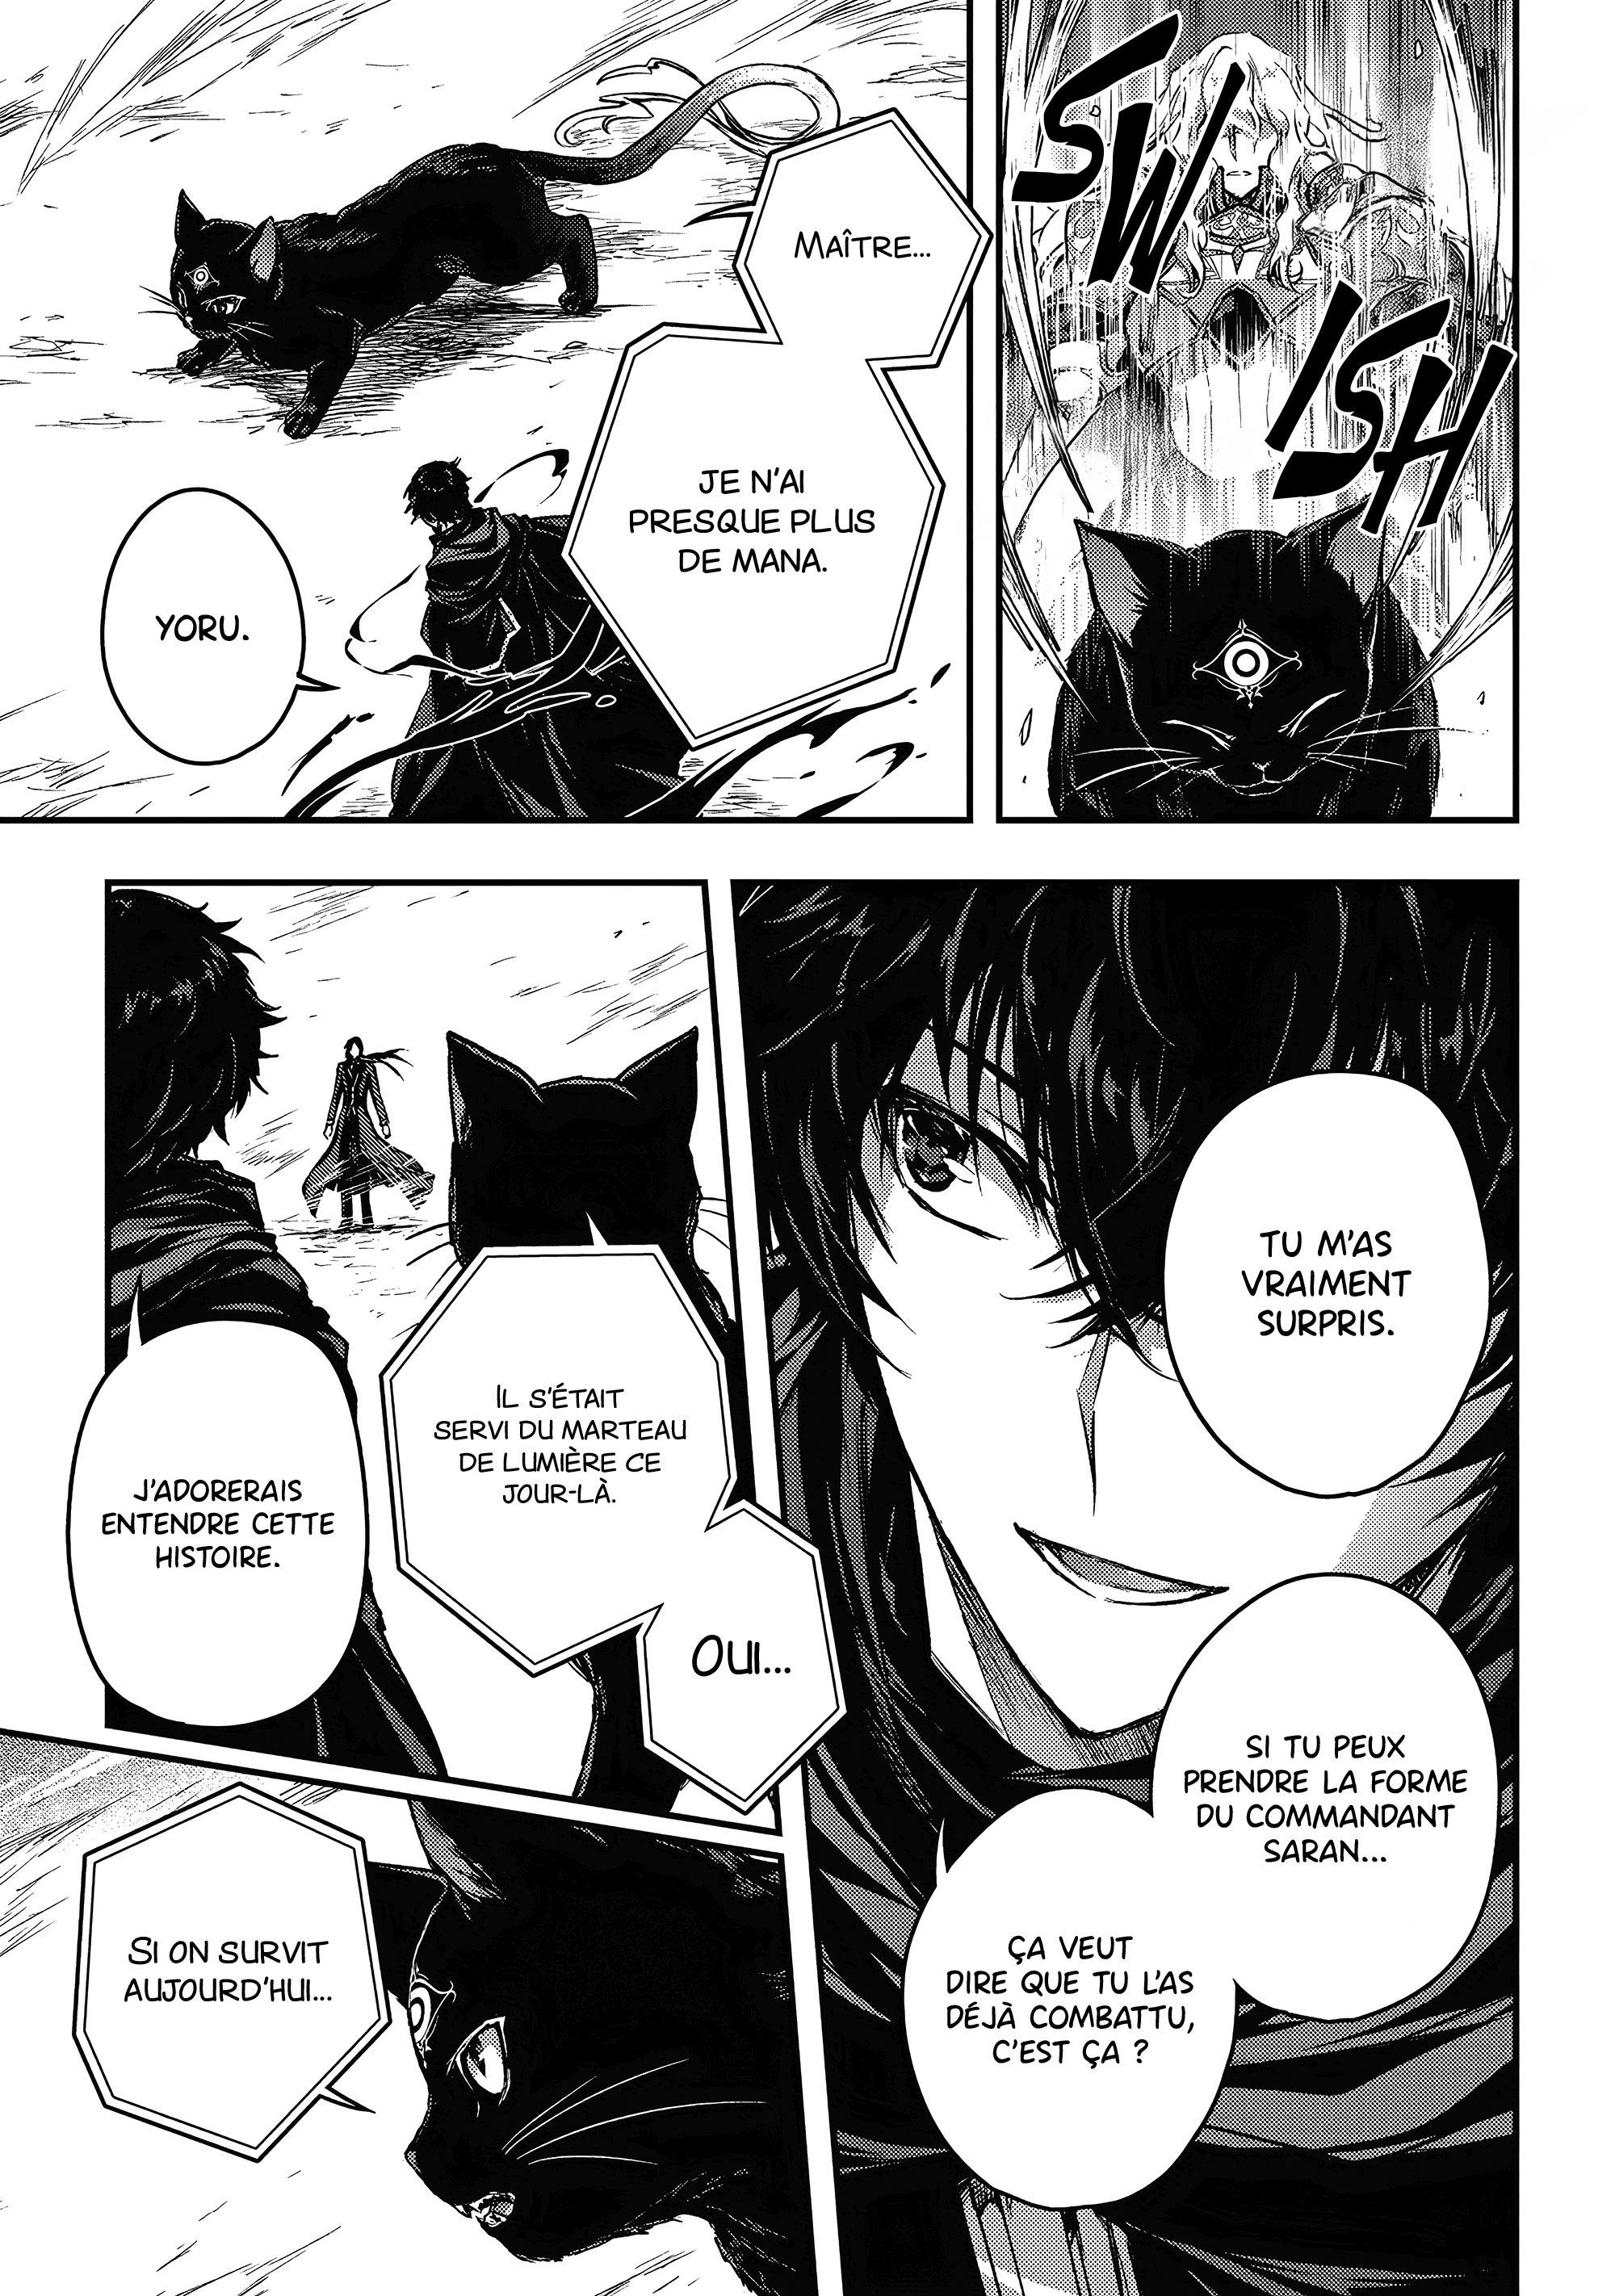 SWISH
MAÎTRE...
JE N'AI
PRESQUE PLUS
DE MANA.
YORU.
TU M'AS
VRAIMENT
SURPRIS.
SI TU PEUX
PRENDRE LA FORME
DU COMMANDANT
SARAN...
ÇA VEUT
DIRE QUE TU L'AS
DÉJÀ COMBATTU,
C'EST ÇA ?
OUI...
IL S'ÉTAIT
SERVI DU MARTEAU
DE LUMIÈRE CE
JOUR-LÀ.
J'ADORERAIS
ENTENDRE CETTE
HISTOIRE.
SI ON SURVIT
AUJOURD'HUI...